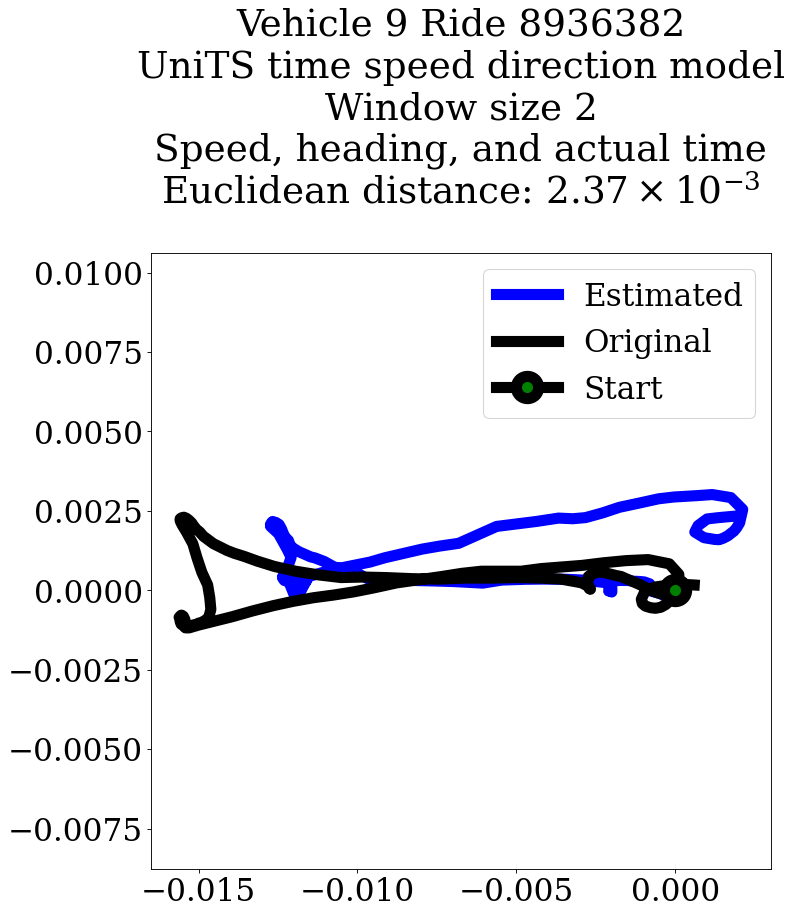 Vehicle 9 Ride 8936382
UniTS time speed direction model
Window size 2
Speed, heading, and actual time
Euclidean distance: 2.37 × 10⁻³
Estimated
Original
Start
0.0100
0.0075
0.0050
0.0025
0.0000
−0.0025
−0.0050
−0.0075
−0.015 −0.010 −0.005 0.000